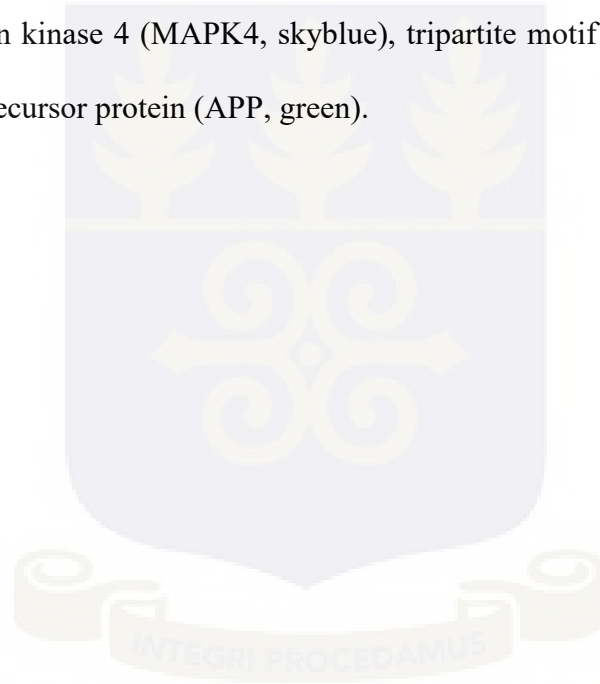 n kinase 4 (MAPK4, skyblue), tripartite motif
ecursor protein (APP, green).
INTEGRI PROCEDAMUS